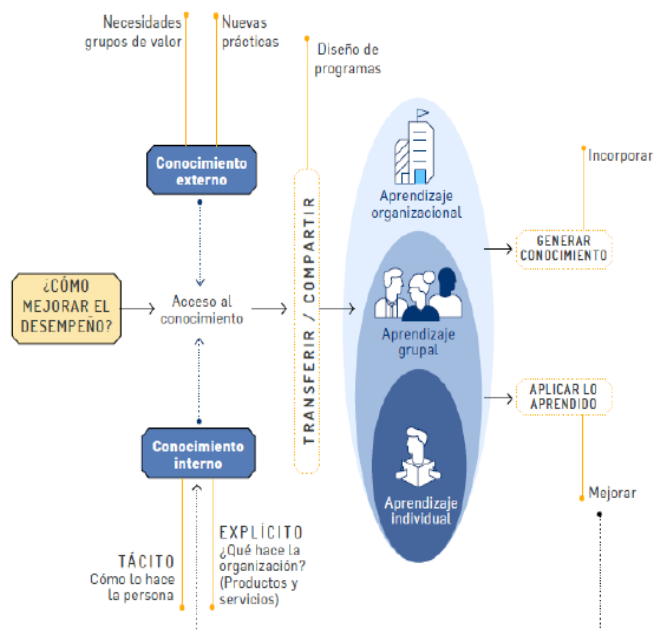 Necesidades
grupos de valor
Nuevas
prácticas
Diseño de
programas
Conocimiento
externo
Aprendizaje
organizacional
Incorporar
GENERAR
CONOCIMIENTO
¿CÓMO
MEJORAR EL
DESEMPEÑO?
Acceso al
conocimiento
TRANSFERIR / COMPARTIR
Aprendizaje
grupal
APLICAR LO
APRENDIDO
Conocimiento
interno
Aprendizaje
individual
Mejorar
TÁCITO
Cómo lo hace
la persona
EXPLÍCITO
¿Qué hace la
organización?
(Productos y
servicios)